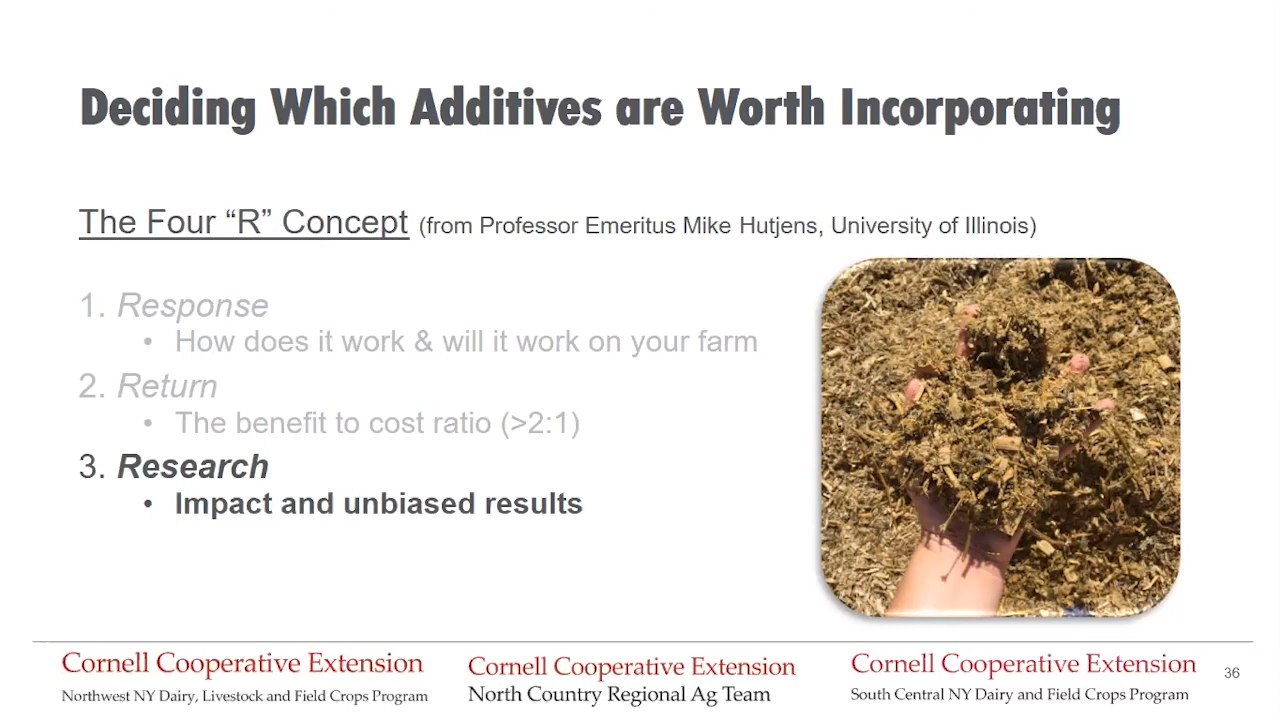 Deciding Which Additives are Worth Incorporating
The Four “R” Concept (from Professor Emeritus Mike Hutjens, University of Illinois)
1. Response
• How does it work & will it work on your farm
2. Return
• The benefit to cost ratio (>2:1)
3. Research
• Impact and unbiased results
Cornell Cooperative Extension
Northwest NY Dairy, Livestock and Field Crops Program
Cornell Cooperative Extension
North Country Regional Ag Team
Cornell Cooperative Extension
South Central NY Dairy and Field Crops Program
36